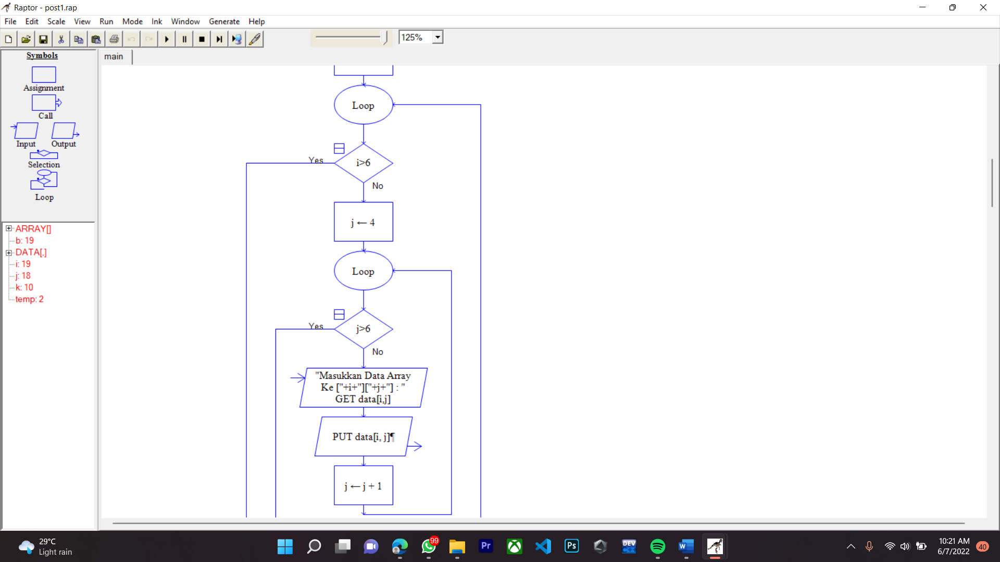 Raptor - post1.rap
File Edit Scale View Run Mode Ink Window Generate Help
125%
Symbols
Assignment
Call
Input Output
Selection
Loop
ARRAY[]
b: 19
DATA[,]
i: 19
j: 18
k: 10
temp: 2
main
Loop
Yes
i>6
No
j ← 4
Loop
Yes
j>6
No
"Masukkan Data Array
Ke ["+i+"]["+j+"] : "
GET data[i,j]
PUT data[i, j]¶
j ← j + 1
29°C
Light rain
99
Pr
Ps
DEV
C++
W
10:21 AM
6/7/2022
40